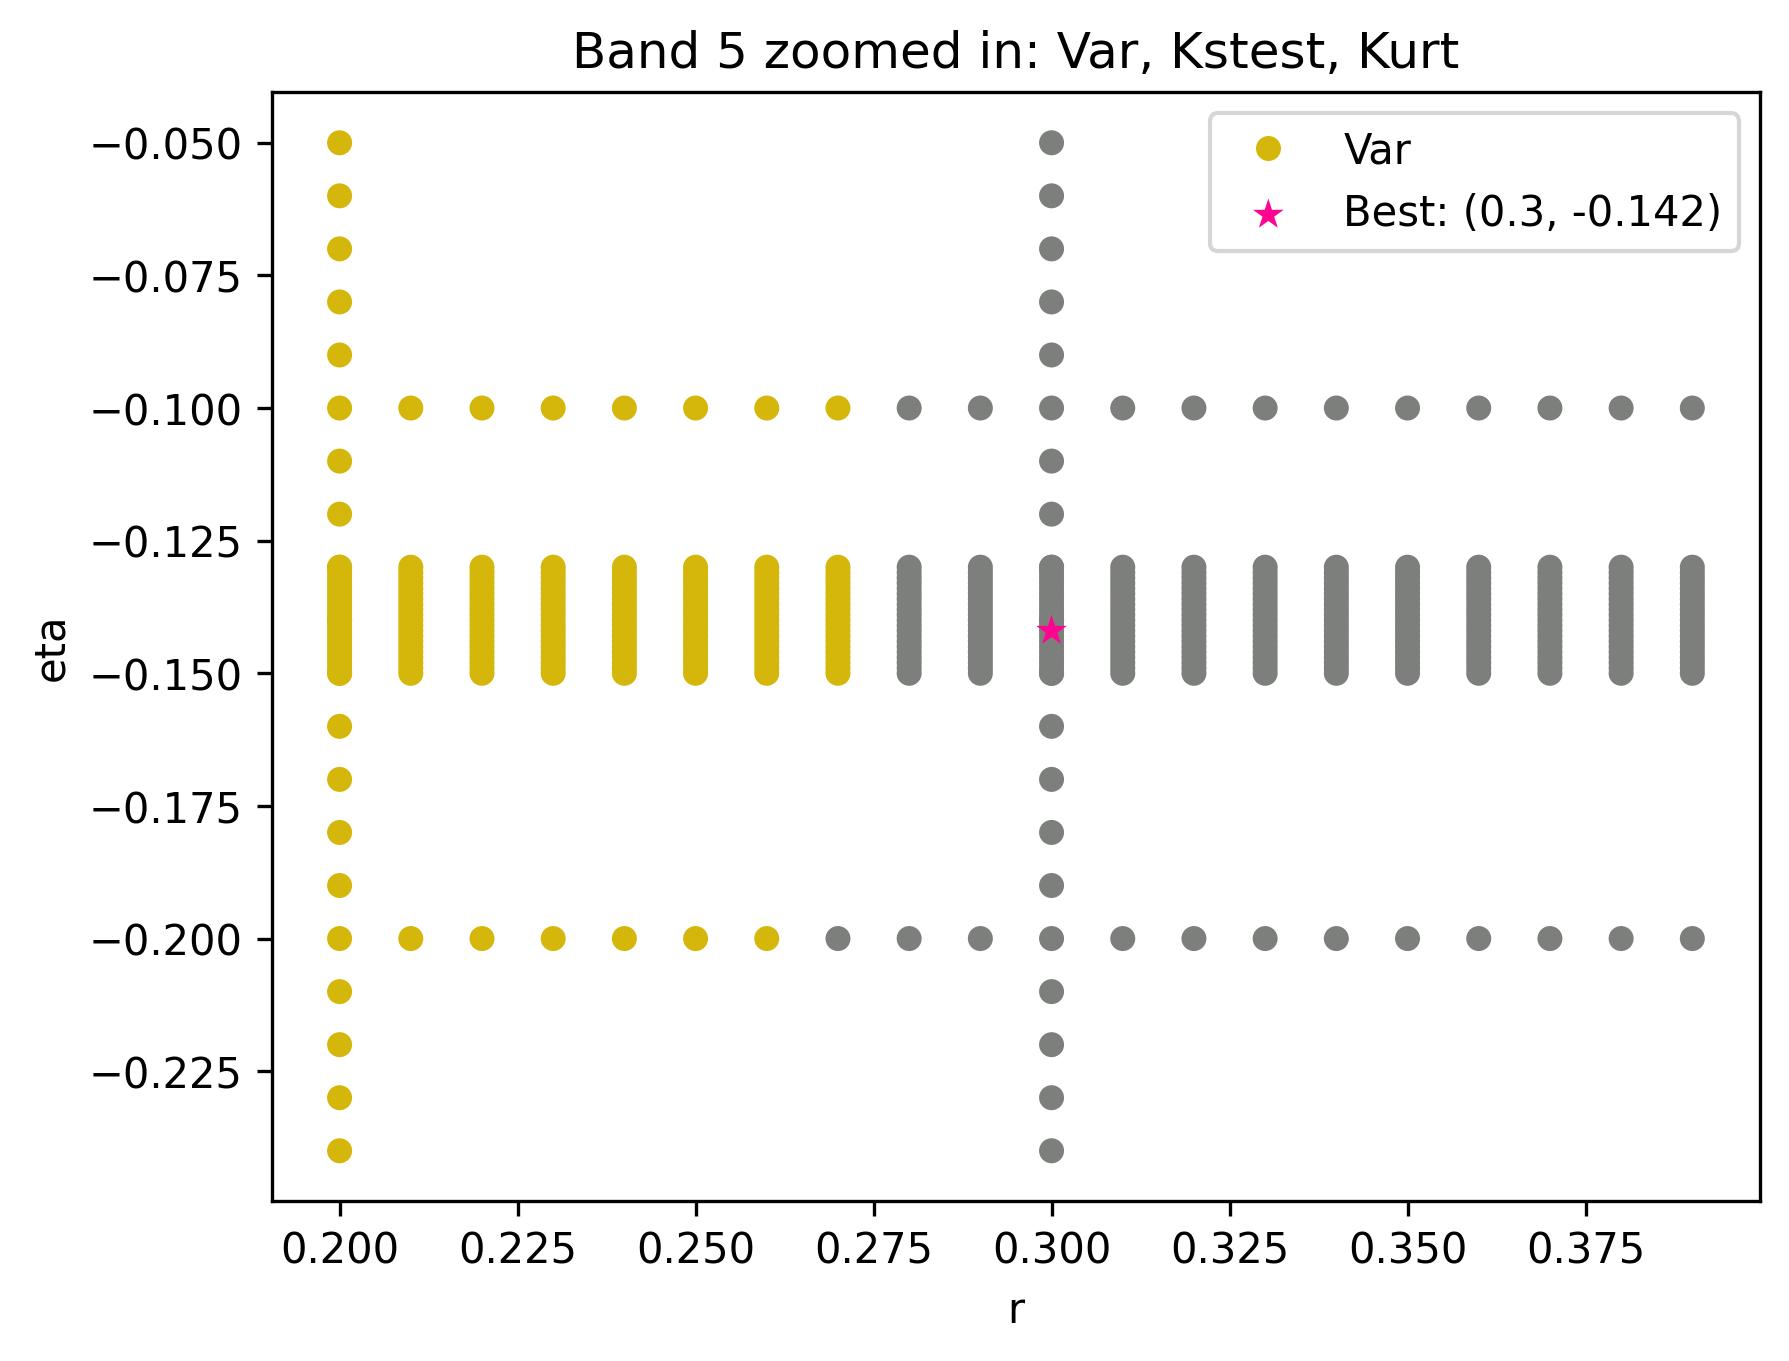 Band 5 zoomed in: Var, Kstest, Kurt
Var
Best: (0.3, -0.142)
−0.050
−0.075
−0.100
−0.125
−0.150
−0.175
−0.200
−0.225
eta
0.200 0.225 0.250 0.275 0.300 0.325 0.350 0.375
r